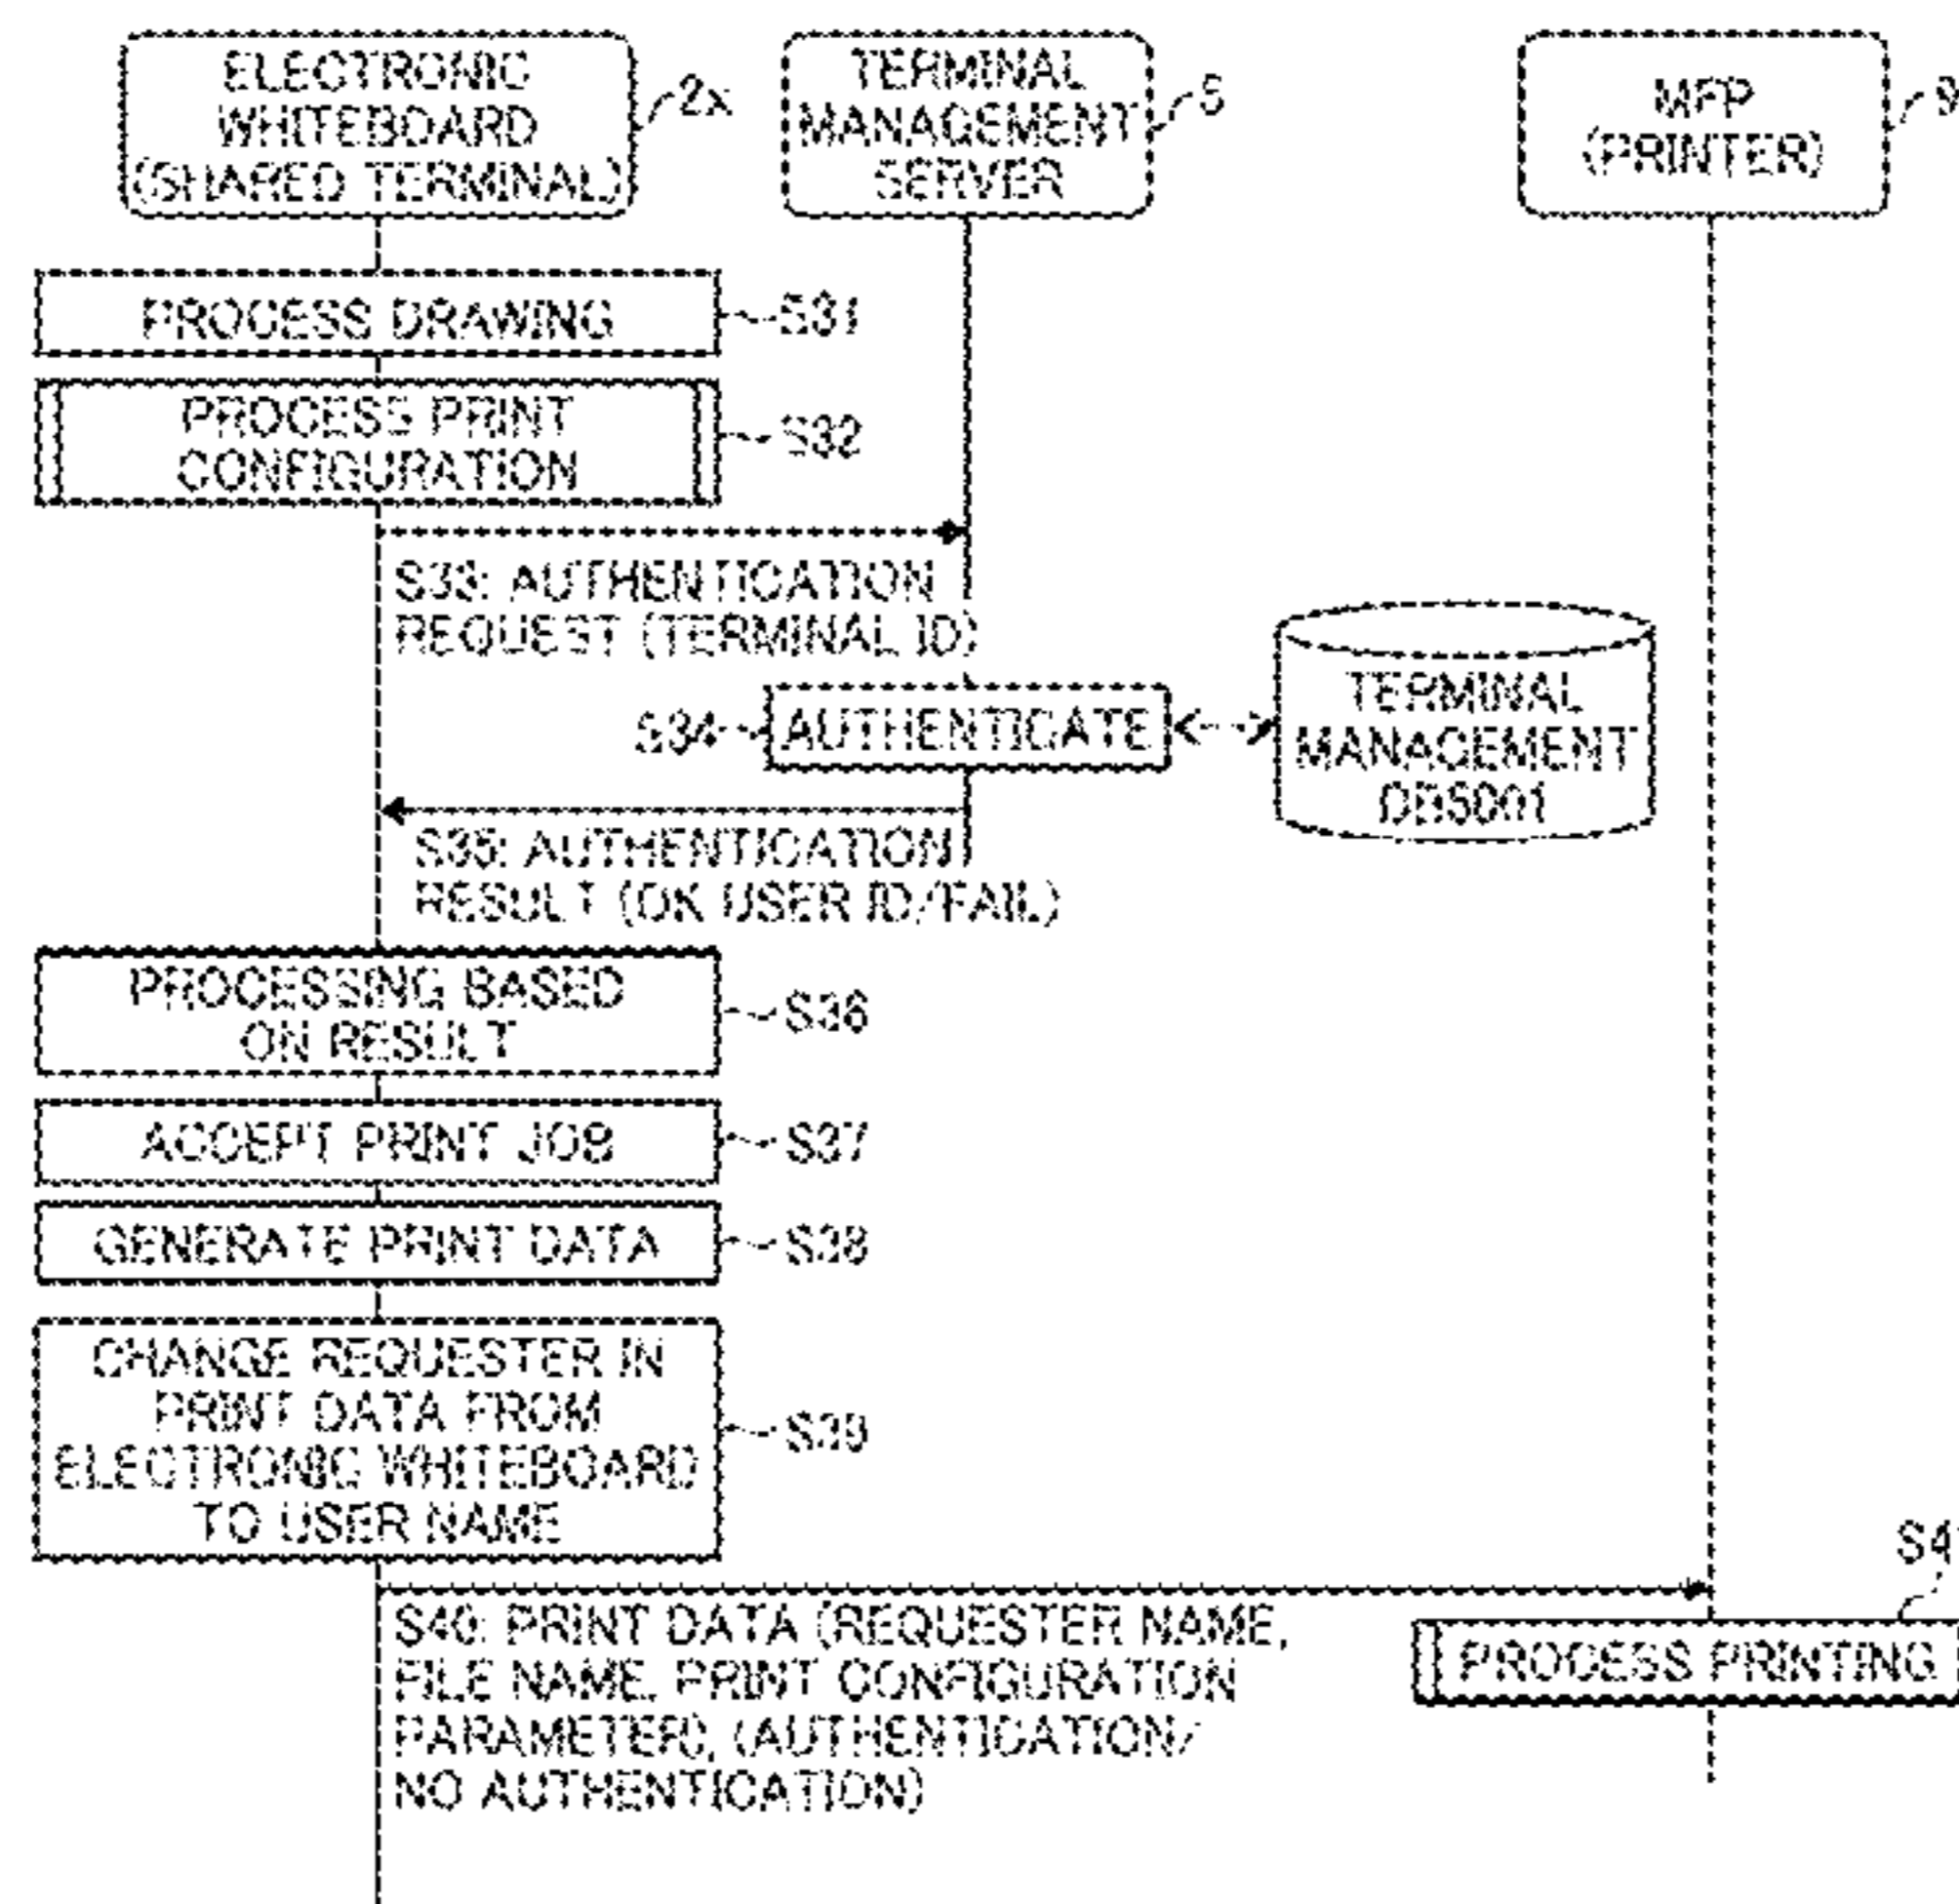 ELECTRONIC
WHITEBOARD
(SHARED TERMINAL)
2x
TERMINAL
MANAGEMENT
SERVER
MFP
(PRINTER)
9
PROCESS DRAWING
S31
PROCESS PRINT
CONFIGURATION
S32
S33: AUTHENTICATION
REQUEST (TERMINAL ID)
S34
AUTHENTICATE
TERMINAL
MANAGEMENT
DB5001
S35: AUTHENTICATION
RESULT (OK USER ID/FAIL)
PROCESSING BASED
ON RESULT
S36
ACCEPT PRINT JOB
S37
GENERATE PRINT DATA
S38
CHANGE REQUESTER IN
PRINT DATA FROM
ELECTRONIC WHITEBOARD
TO USER NAME
S39
S40: PRINT DATA (REQUESTER NAME,
FILE NAME, PRINT CONFIGURATION
PARAMETER), (AUTHENTICATION/
NO AUTHENTICATION)
PROCESS PRINTING